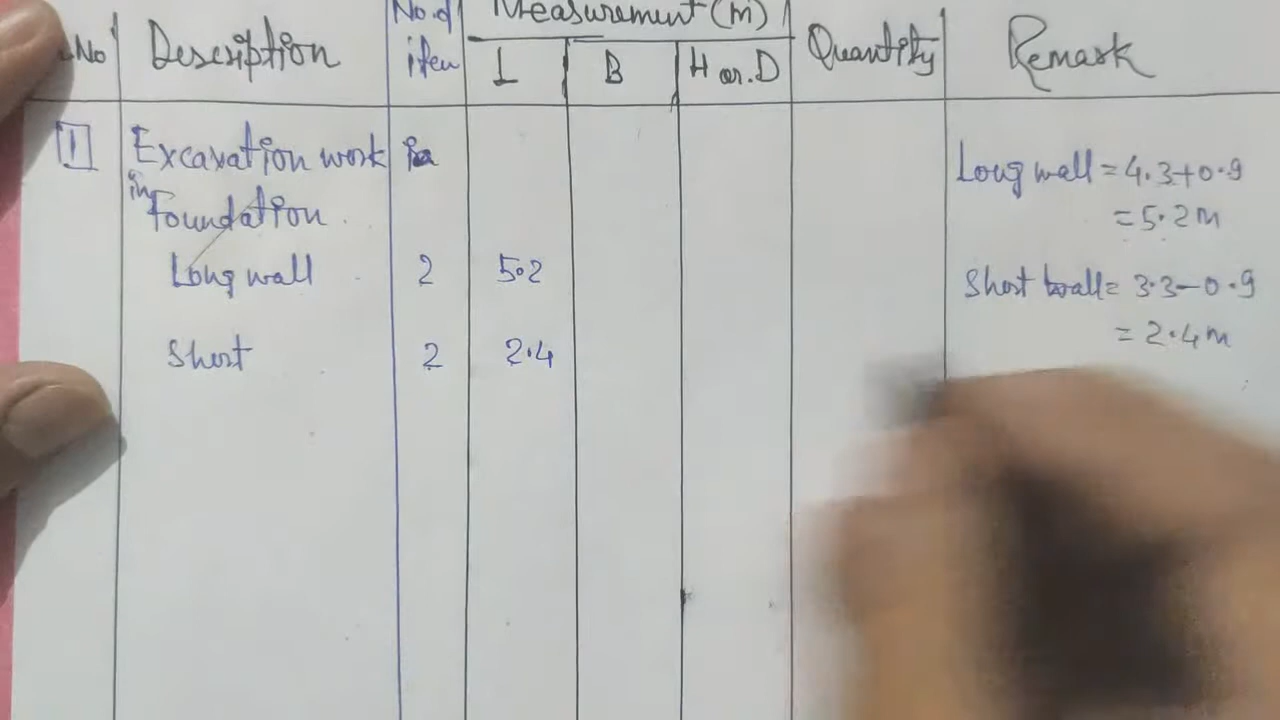 No.of Measurement (m)
S.No Description item L B H or.D Quantity Remark
1 Excavation work Long wall = 4.3+0.9
in Foundation. = 5.2m
Long wall 2 5.2 Short wall = 3.3-0.9
Short 2 2.4 = 2.4m